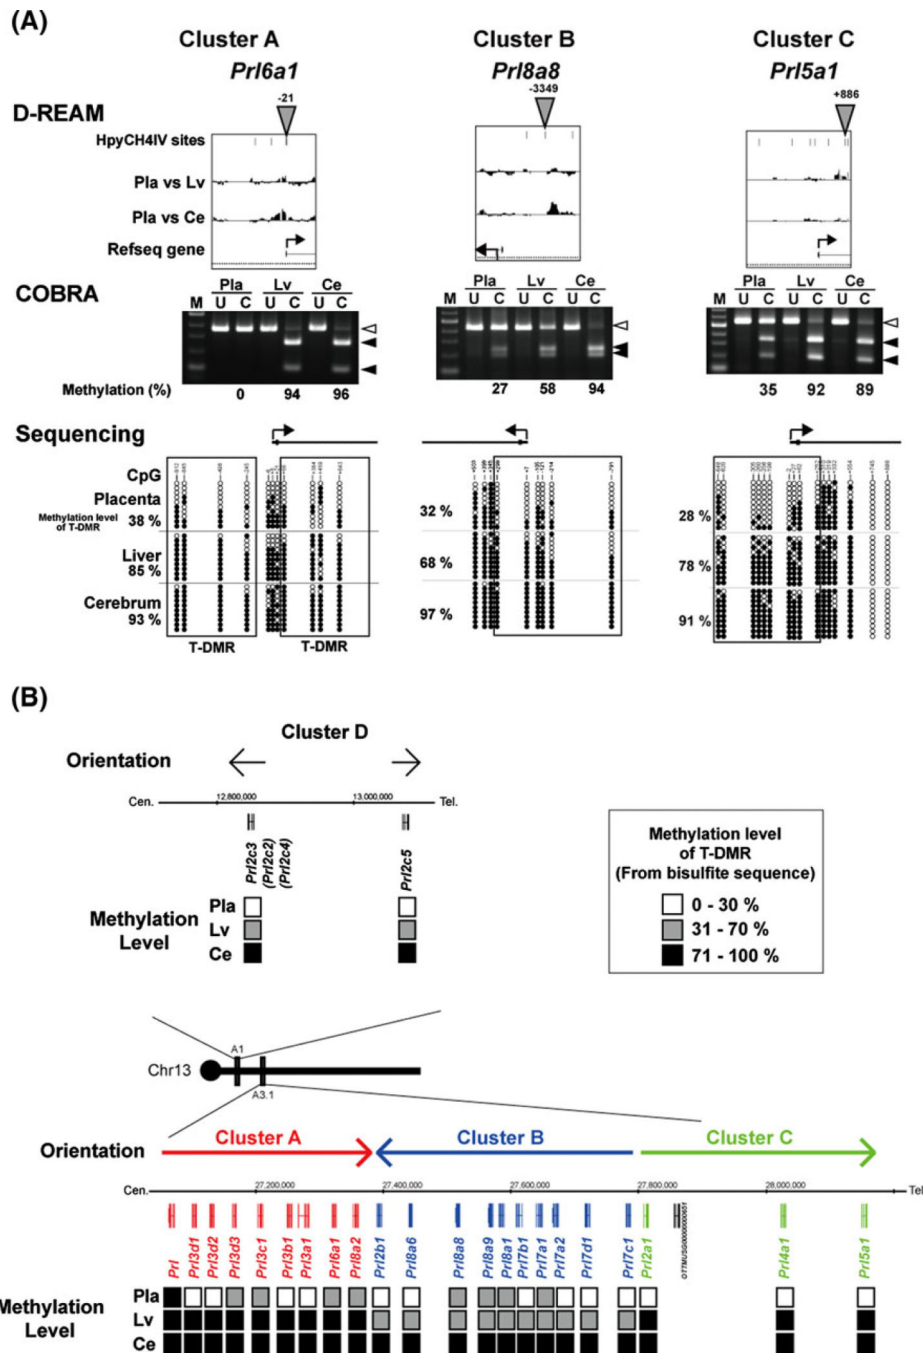 (A)
Cluster A
Cluster B
Cluster C
Prl6a1
Prl8a8
Prl5a1
-21
-3349
+886
D-REAM
HpyCH4IV sites
Pla vs Lv
Pla vs Ce
Refseq gene
COBRA
Pla Lv Ce
M U C U C U C
Pla Lv Ce
M U C U C U C
Pla Lv Ce
M U C U C U C
Methylation (%)
0 94 96
27 58 94
35 92 89
Sequencing
CpG
Placenta
Methylation level
of T-DMR
38 %
32 %
28 %
Liver
85 %
68 %
78 %
Cerebrum
93 %
97 %
91 %
T-DMR
T-DMR
(B)
Cluster D
Orientation
Cen.
12,800,000
13,000,000
Tel.
Prl2c3
(Prl2c2)
(Prl2c4)
Prl2c5
Methylation
Level
Pla
Lv
Ce
Methylation level
of T-DMR
(From bisulfite sequence)
0 - 30 %
31 - 70 %
71 - 100 %
Chr13
A1
A3.1
Orientation
Cluster A
Cluster B
Cluster C
Cen.
27,200,000
27,400,000
27,600,000
27,800,000
28,000,000
Tel
Prl
Prl3d1
Prl3d2
Prl3d3
Prl3c1
Prl3b1
Prl3a1
Prl6a1
Prl8a2
Prl2b1
Prl8a6
Prl8a8
Prl8a9
Prl8a1
Prl7b1
Prl7a1
Prl7a2
Prl7d1
Prl7c1
Prl2a1
Prl4a1
Prl5a1
Methylation
Level
Pla
Lv
Ce